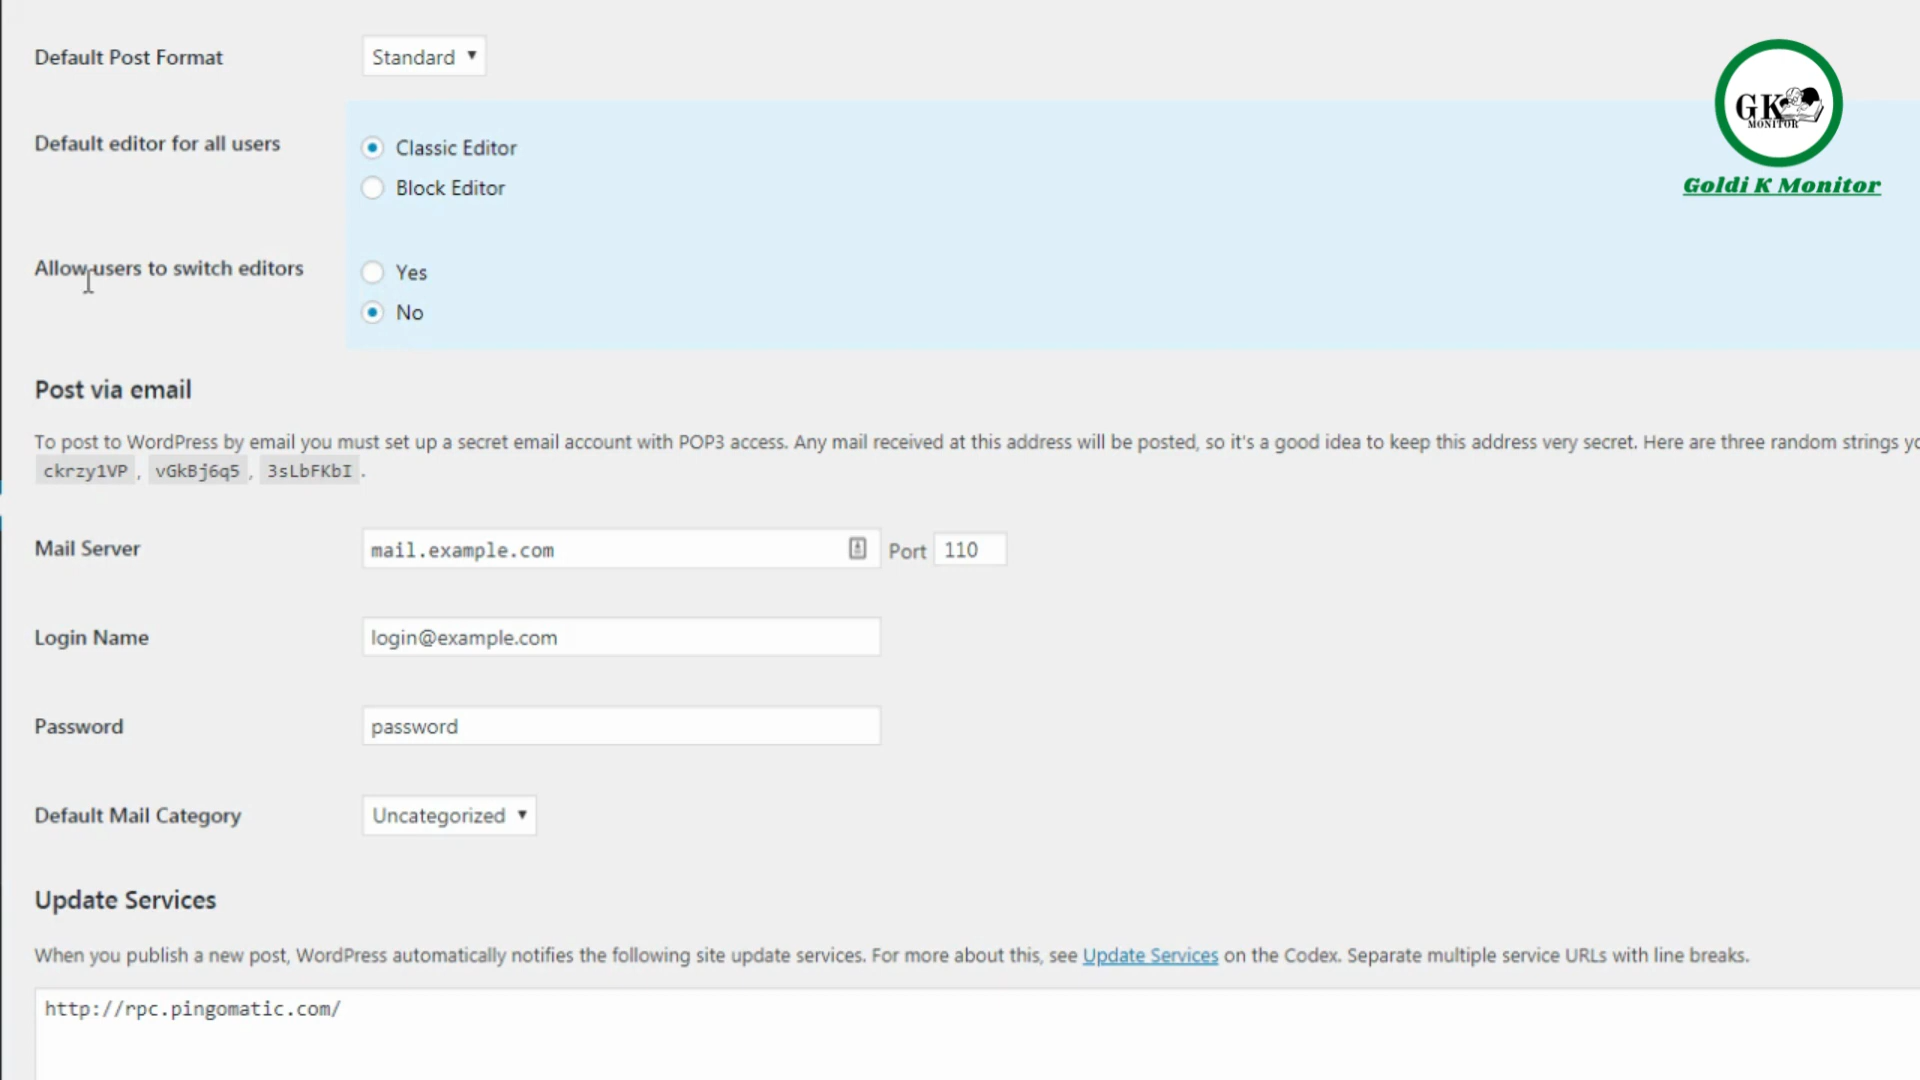 Default Post Format
Standard
GK
MONITOR
Goldi K Monitor
Default editor for all users
Classic Editor
Block Editor
Allow users to switch editors
Yes
No
Post via email
To post to WordPress by email you must set up a secret email account with POP3 access. Any mail received at this address will be posted, so it's a good idea to keep this address very secret. Here are three random strings
ckrzy1VP , vGkBj6q5 , 3sLbFKbI .
Mail Server
mail.example.com
Port 110
Login Name
login@example.com
Password
password
Default Mail Category
Uncategorized
Update Services
When you publish a new post, WordPress automatically notifies the following site update services. For more about this, see Update Services on the Codex. Separate multiple service URLs with line breaks.
http://rpc.pingomatic.com/